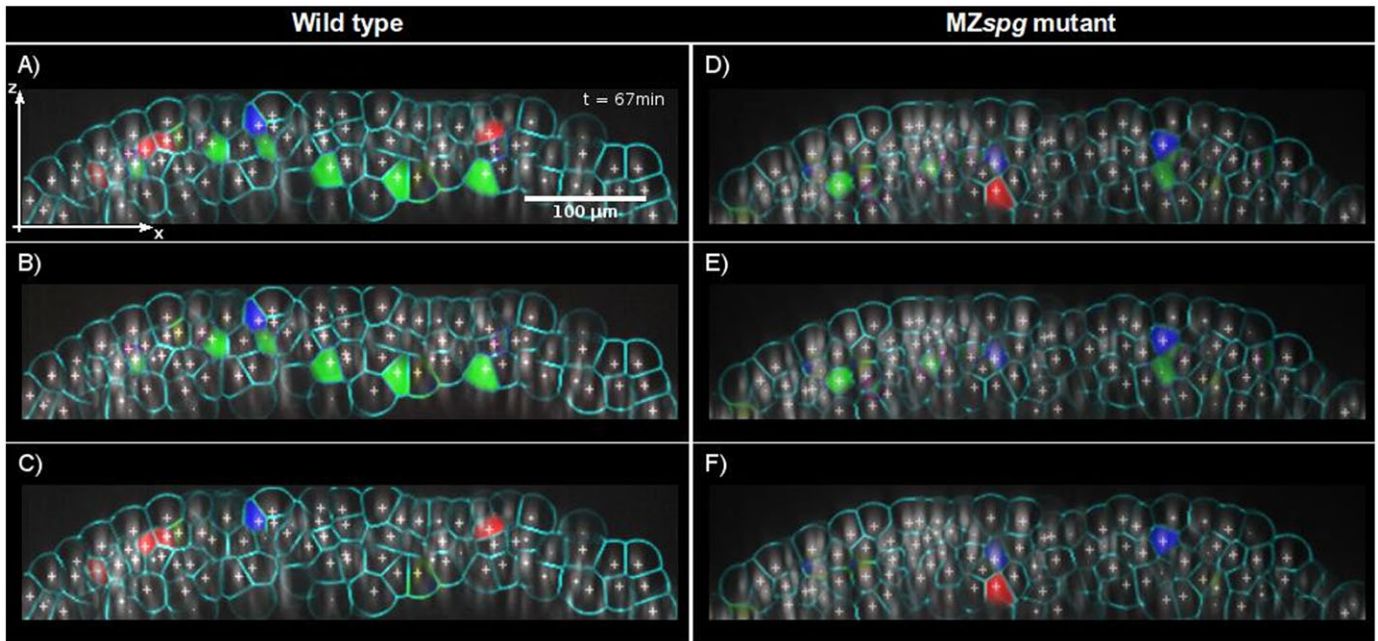 Wild type
MZspg mutant
A)
z
t = 67min
100 µm
x
D)
B)
E)
C)
F)